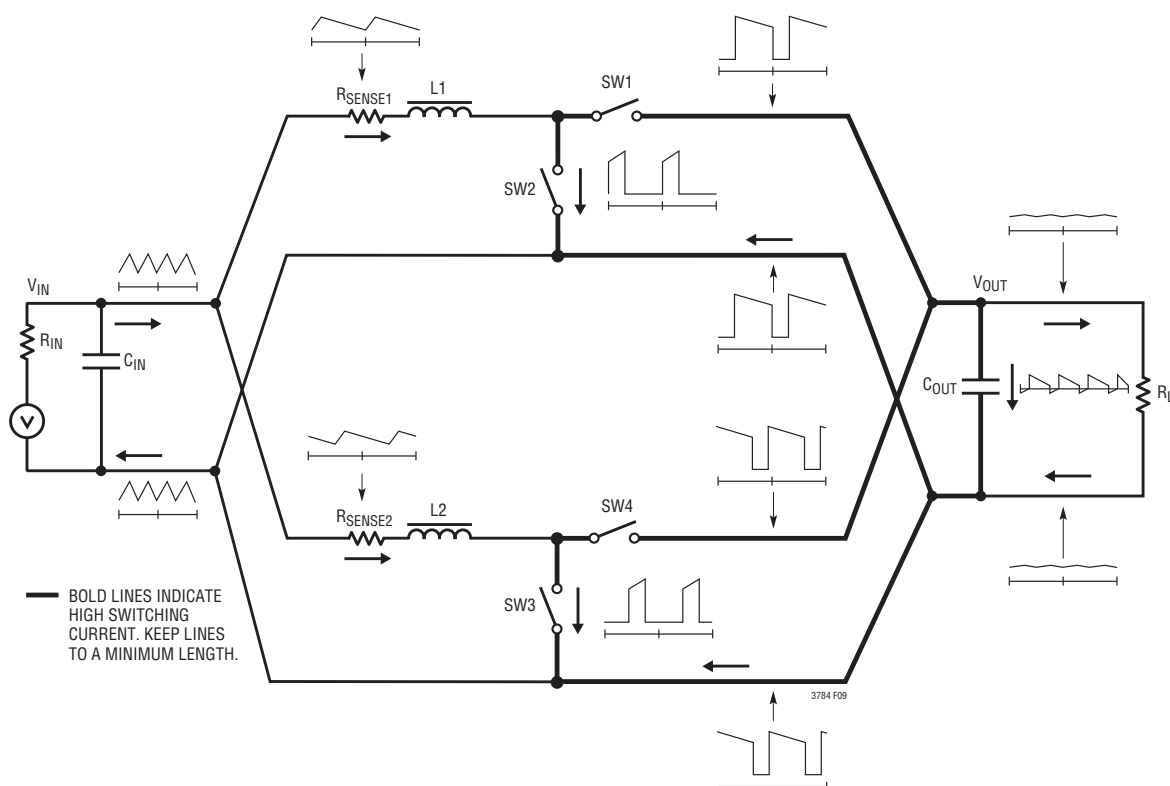 SW1
L1
RSENSE1
SW2
VIN
VOUT
RIN
CIN
V
COUT
RL
L2
SW4
RSENSE2
SW3
BOLD LINES INDICATE
HIGH SWITCHING
CURRENT. KEEP LINES
TO A MINIMUM LENGTH.
3784 F09